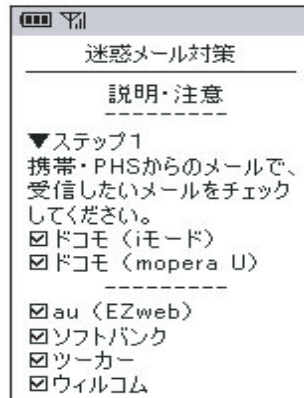 迷惑メール対策
説明・注意
---------
▼ステップ1
携帯・PHSからのメールで、
受信したいメールをチェック
してください。
☑ドコモ（iモード）
☑ドコモ（mopera U）
---------
☑au（EZweb）
☑ソフトバンク
☑ツーカー
☑ウィルコム